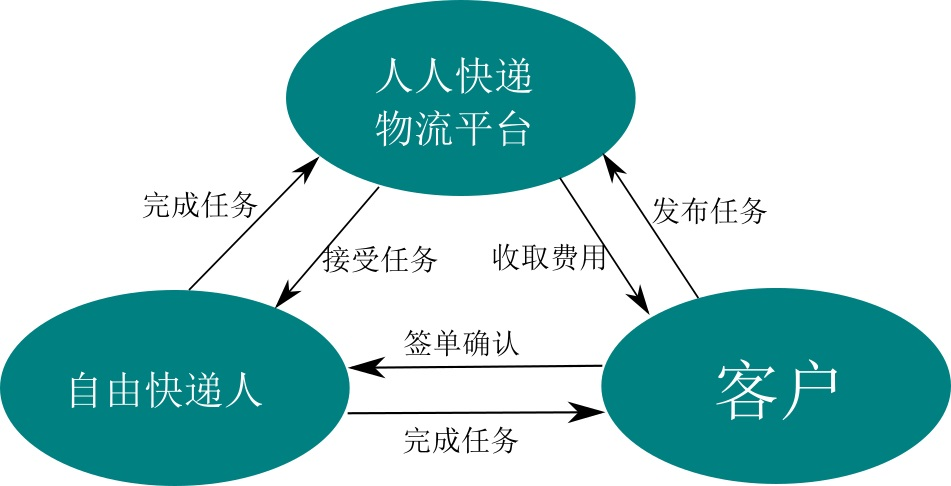 人人快递
物流平台
完成任务
发布任务
接受任务
收取费用
签单确认
自由快递人
客户
完成任务